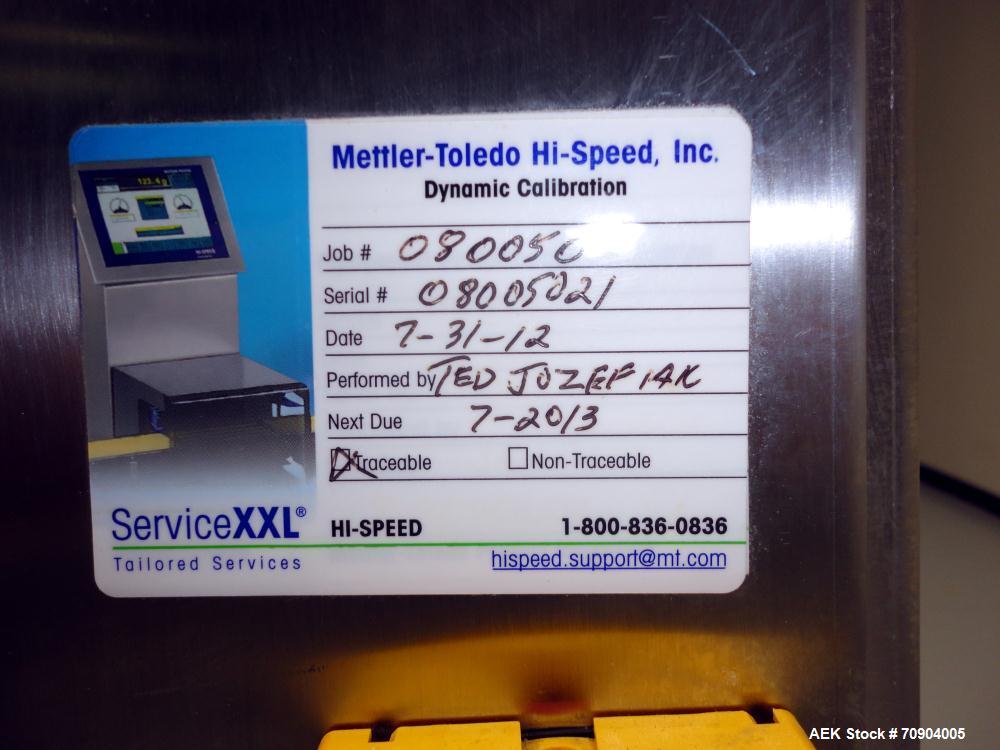 Mettler-Toledo Hi-Speed, Inc.
Dynamic Calibration
123.4 g
Job # 080050
Serial # 08005021
Date 7-31-12
Performed by TED JOZEFIAK
Next Due 7-2013
Traceable Non-Traceable
ServiceXXL® HI-SPEED 1-800-836-0836
Tailored Services hispeed.support@mt.com
AEK Stock # 70904005